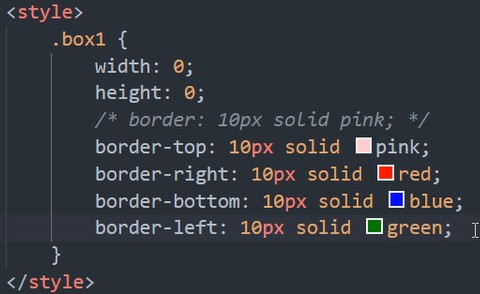 <style>
.box1 {
width: 0;
height: 0;
/* border: 10px solid pink; */
border-top: 10px solid pink;
border-right: 10px solid red;
border-bottom: 10px solid blue;
border-left: 10px solid green;
}
</style>